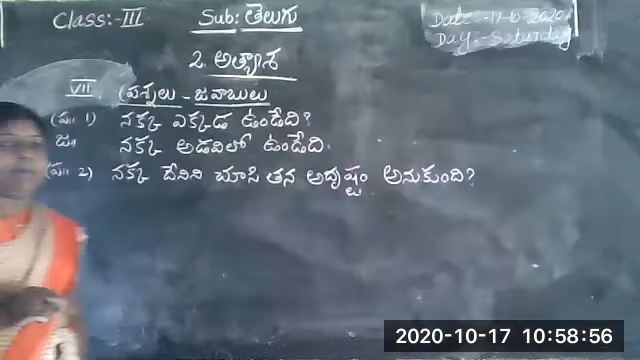 Class:- III Sub: తెలుగు Date:- 17-10-2020
Day:- Saturday
2. అత్యాశ
VII. ప్రశ్నలు - జవాబులు
(ప్ర॥ 1) నక్క ఎక్కడ ఉండేది?
జ॥ నక్క అడవిలో ఉండేది.
(ప్ర॥ 2) నక్క దేనిని చూసి తన అదృష్టం అనుకుంది?
2020-10-17 10:58:56